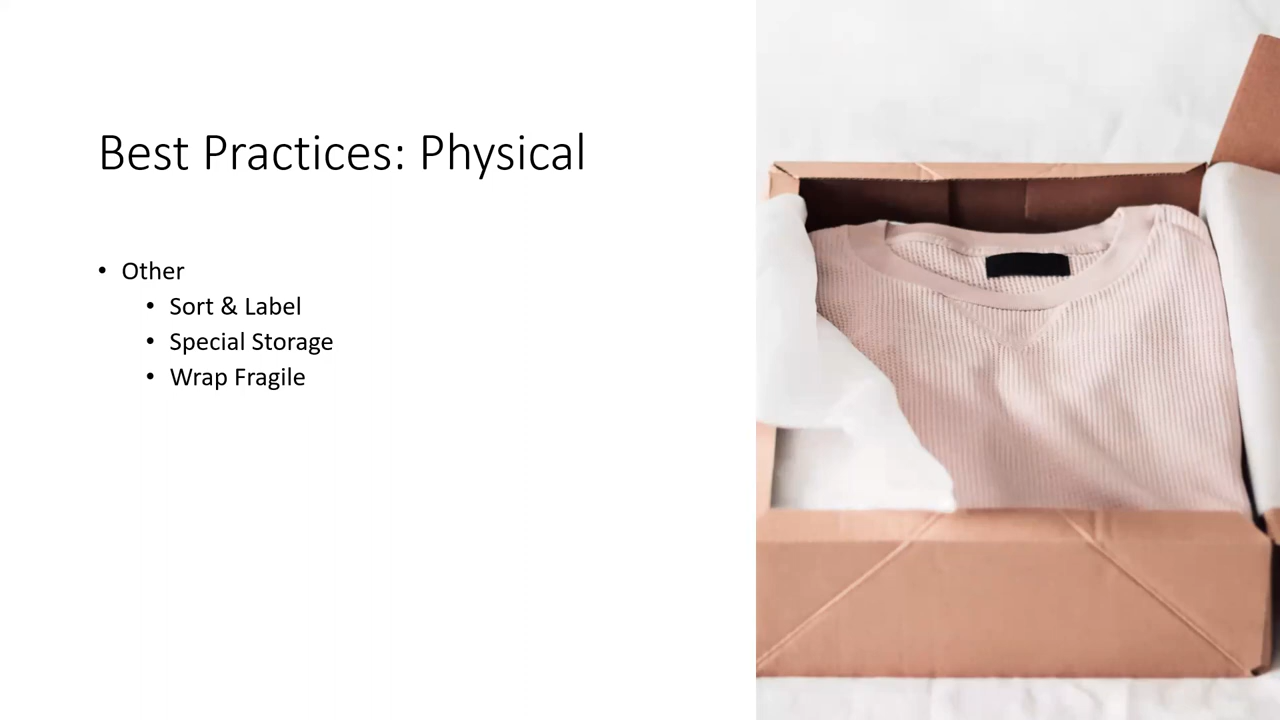 Best Practices: Physical
• Other
• Sort & Label
• Special Storage
• Wrap Fragile